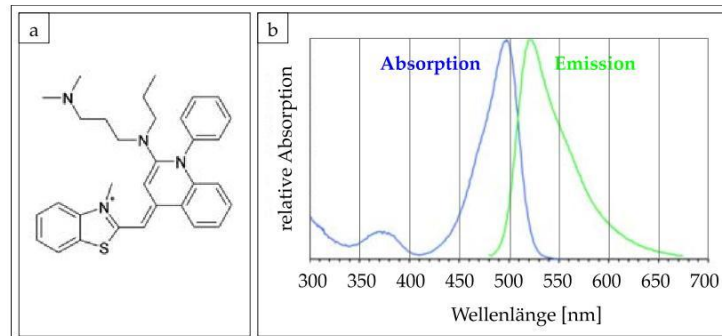 a
N
N
N
N+
S
b
Absorption Emission
relative Absorption
300 350 400 450 500 550 600 650 700
Wellenlänge [nm]